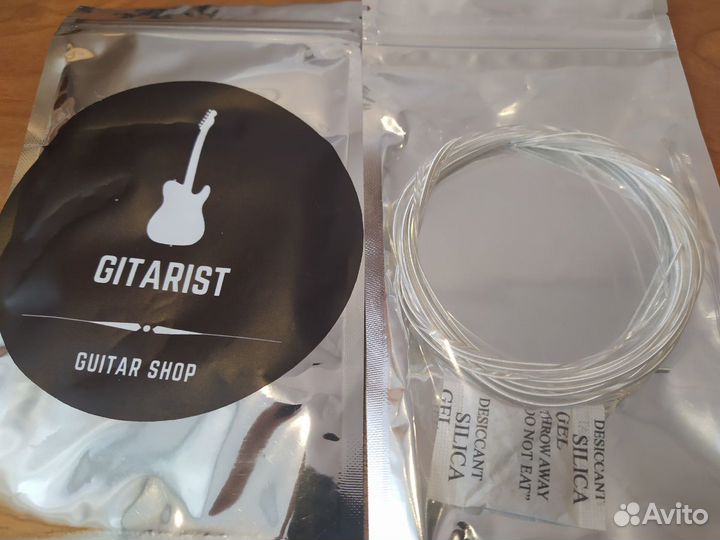 GITARIST
GUITAR SHOP
DESICCANT
SILICA
GEL
THROW AWAY
DO NOT EAT"
DESICCANT
SILICA
GEL
Avito